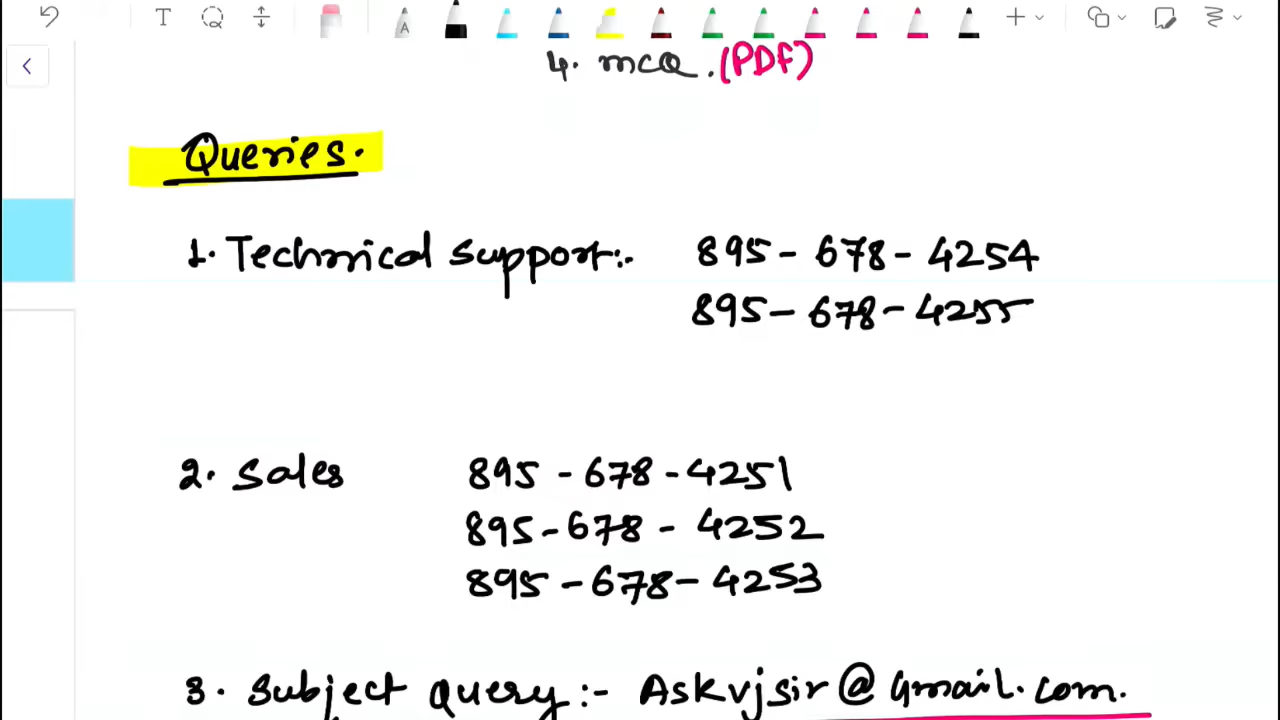 4. mcQ. (PDF)
Queries.
1. Technical support:- 895-678-4254
895-678-4255
2. Sales 895-678-4251
895-678-4252
895-678-4253
3. Subject query:- Askvjsir@Gmail.com.